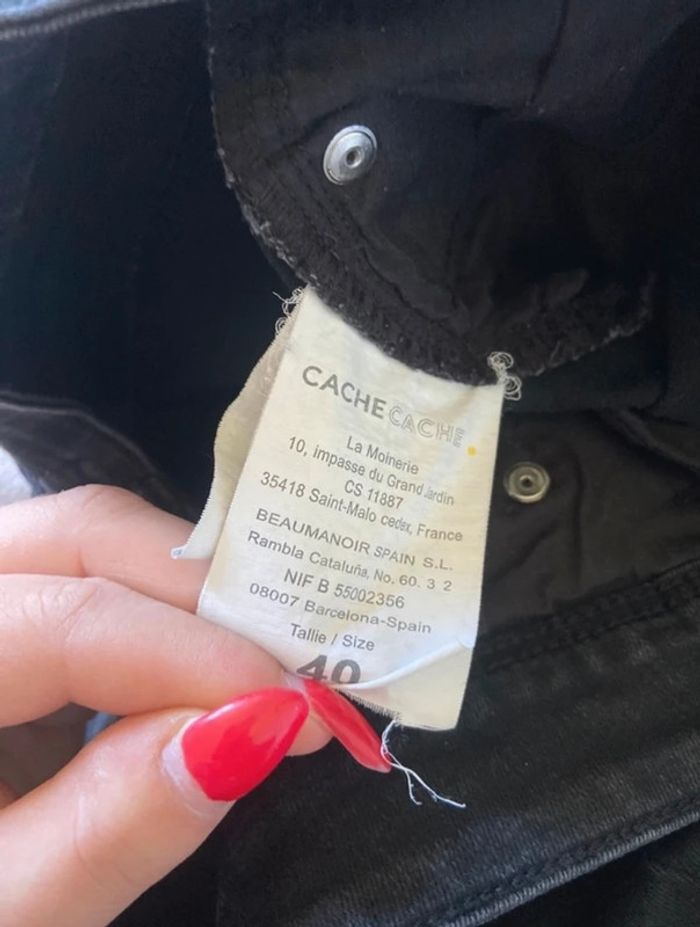 CACHE CACHE.
La Moinerie
10, impasse du Grand Jardin
CS 11887
35418 Saint-Malo cedex, France
BEAUMANOIR SPAIN S.L.
Rambla Cataluña, No. 60. 3 2
NIF B 55002356
08007 Barcelona-Spain
Tallie / Size
40